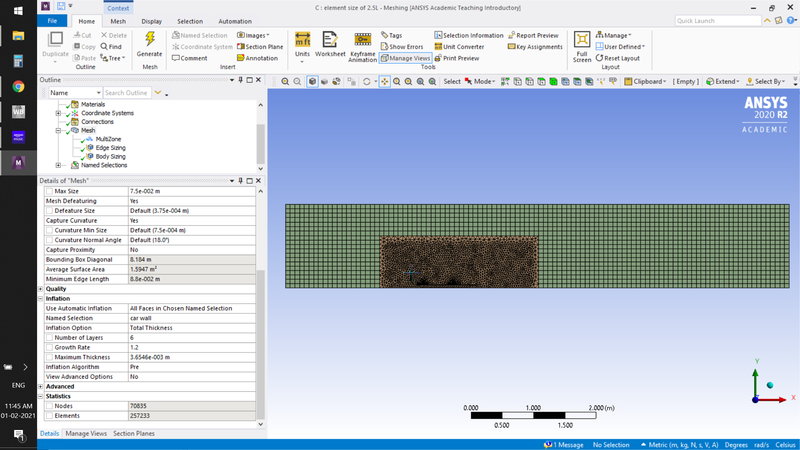 Context
C : element size of 2.5L - Meshing [ANSYS Academic Teaching Introductory]
File Home Mesh Display Selection Automation Quick Launch
Duplicate Cut Delete
Copy Find
Paste Tree
Outline
Generate
Mesh
Named Selection Images
Coordinate System Section Plane
Comment Annotation
Insert
Units Worksheet Keyframe Animation
Tags Selection Information Report Preview
Show Errors Unit Converter Key Assignments
Manage Views Print Preview
Tools
Full Screen
Manage
User Defined
Reset Layout
Layout
Select Mode Clipboard [ Empty ] Extend Select By
Outline
Name Search Outline
Materials
Coordinate Systems
Connections
Mesh
MultiZone
Edge Sizing
Body Sizing
Named Selections
Details of "Mesh"
Max Size 7.5e-002 m
Mesh Defeaturing Yes
Defeature Size Default (3.75e-004 m)
Capture Curvature Yes
Curvature Min Size Default (7.5e-004 m)
Curvature Normal Angle Default (18.0°)
Capture Proximity No
Bounding Box Diagonal 8.184 m
Average Surface Area 1.5947 m²
Minimum Edge Length 8.8e-002 m
Quality
Inflation
Use Automatic Inflation All Faces in Chosen Named Selection
Named Selection car wall
Inflation Option Total Thickness
Number of Layers 6
Growth Rate 1.2
Maximum Thickness 3.6546e-003 m
Inflation Algorithm Pre
View Advanced Options No
Advanced
Statistics
Nodes 70835
Elements 257233
Details Manage Views Section Planes
ANSYS
2020 R2
ACADEMIC
0.000 1.000 2.000 (m)
0.500 1.500
Y
X
Z
ENG
11:45 AM
01-02-2021
1 Message No Selection Metric (m, kg, N, s, V, A) Degrees rad/s Celsius